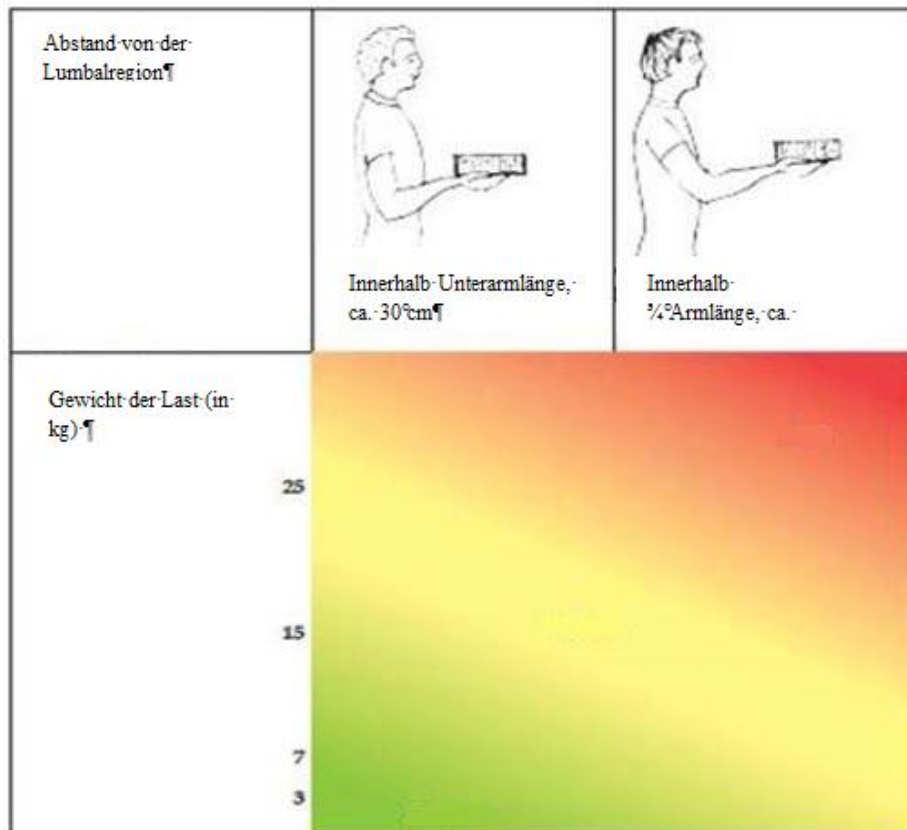 Abstand·von·der·
Lumbalregion¶
Innerhalb·Unterarmlänge,·
ca.·30°cm¶
Innerhalb·
¾°Armlänge,·ca.·
Gewicht·der·Last·(in·
kg)·¶
25
15
7
3